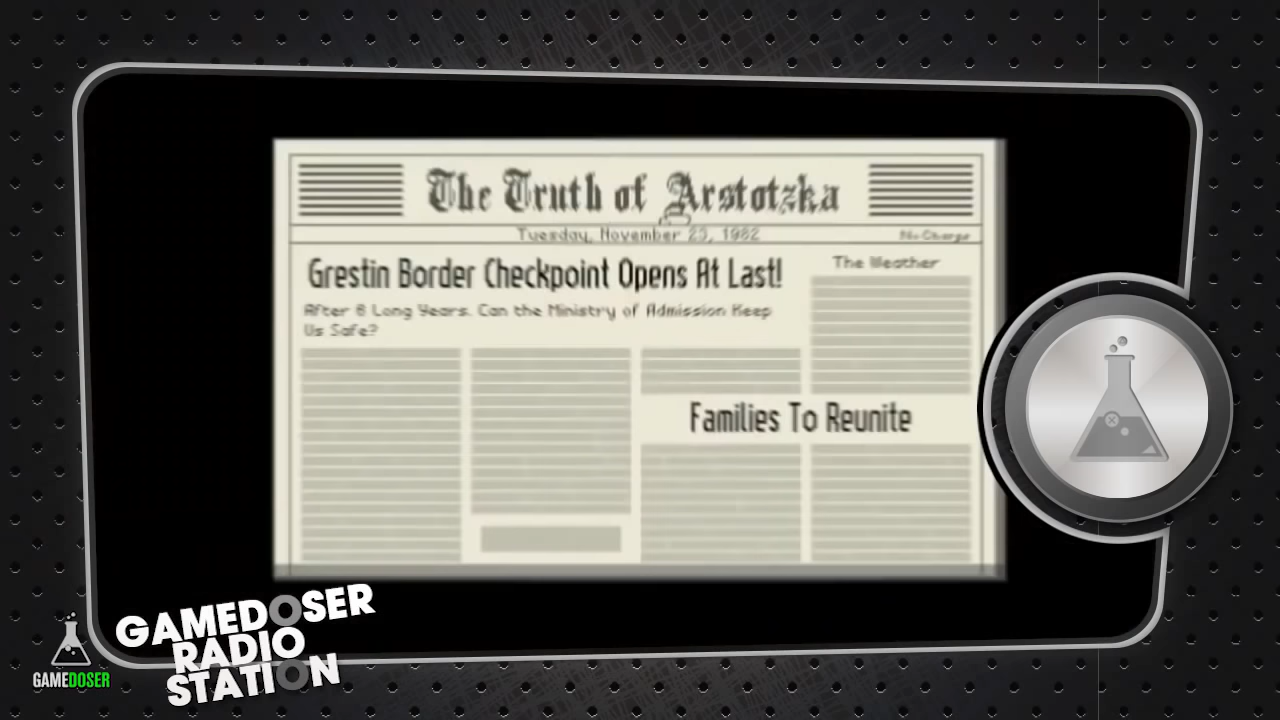 The Truth of Arstotzka
Tuesday, November 23, 1982
No Charge
Grestin Border Checkpoint Opens At Last!
The Weather
After 6 Long Years. Can the Ministry of Admission Keep
Us Safe?
Families To Reunite
GAMEDOSER
RADIO
STATION
GAMEDOSER